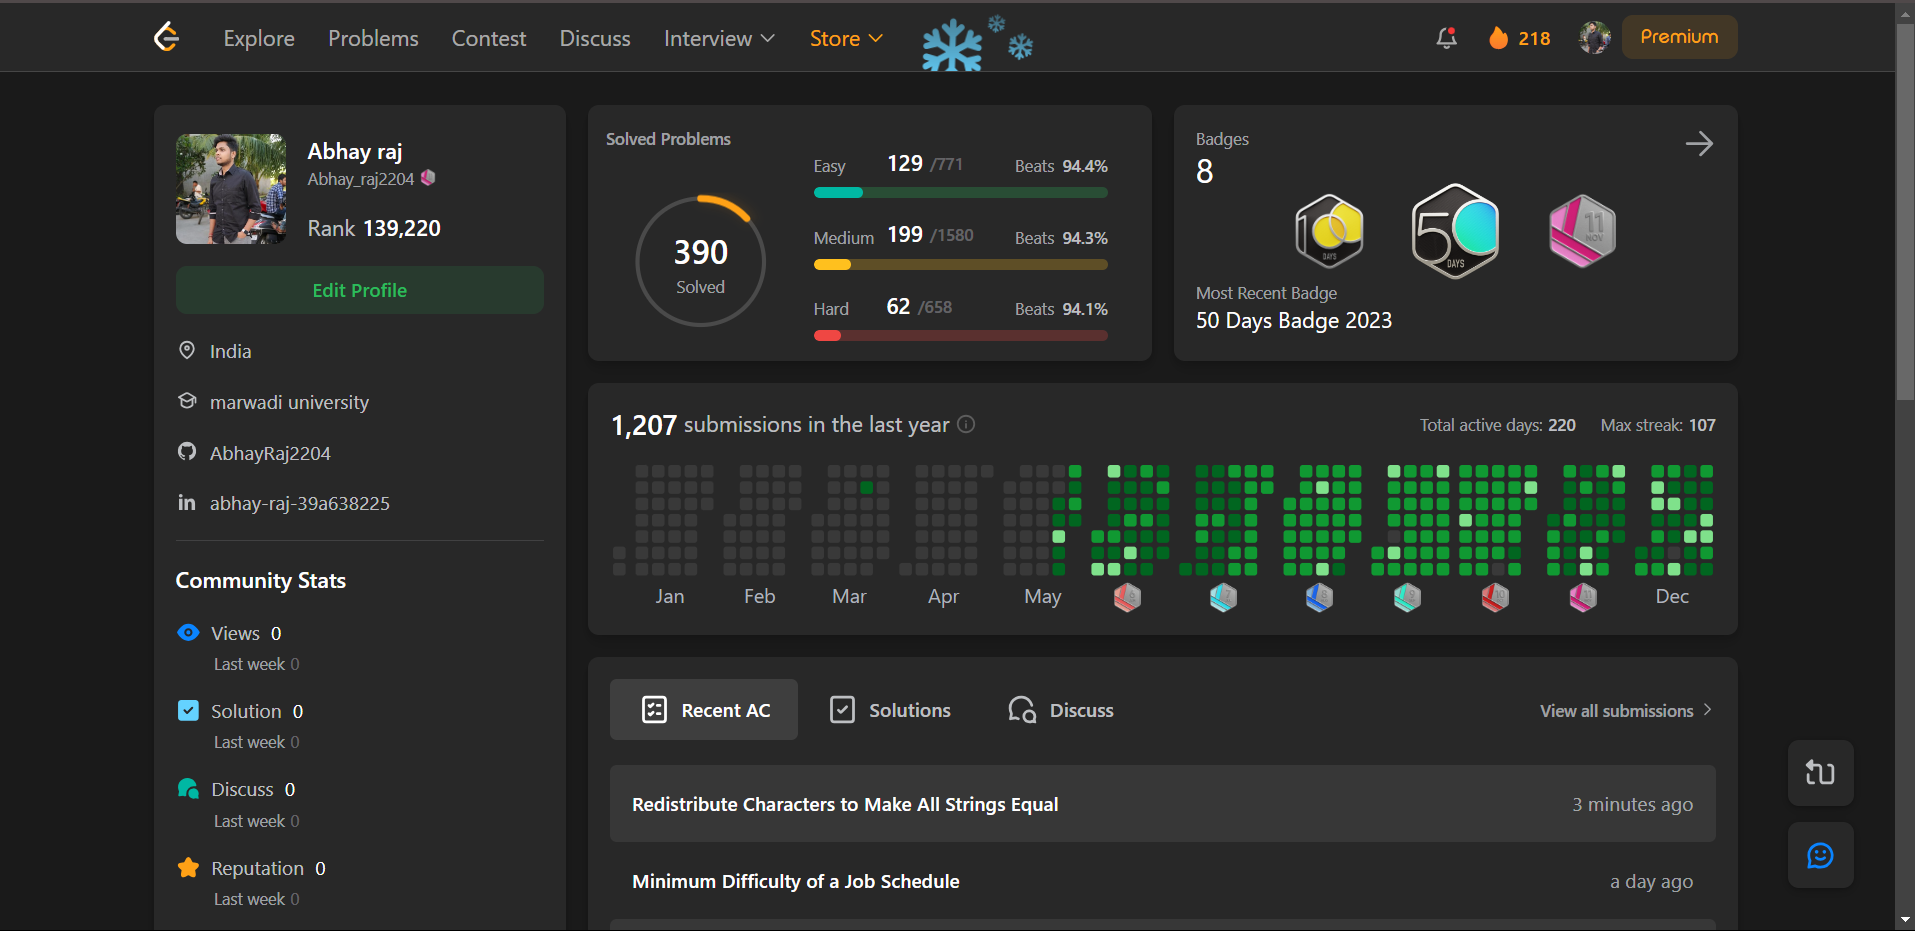 Explore Problems Contest Discuss Interview Store 218 Premium
Abhay raj
Abhay_raj2204
Rank 139,220
Edit Profile
India
marwadi university
AbhayRaj2204
abhay-raj-39a638225
Community Stats
Views 0
Last week 0
Solution 0
Last week 0
Discuss 0
Last week 0
Reputation 0
Last week 0
Solved Problems
390
Solved
Easy 129 /771 Beats 94.4%
Medium 199 /1580 Beats 94.3%
Hard 62 /658 Beats 94.1%
Badges
8
100 DAYS
50 DAYS
11 NOV
Most Recent Badge
50 Days Badge 2023
1,207 submissions in the last year Total active days: 220 Max streak: 107
Jan Feb Mar Apr May 6 7 8 9 10 11 Dec
Recent AC Solutions Discuss View all submissions
Redistribute Characters to Make All Strings Equal 3 minutes ago
Minimum Difficulty of a Job Schedule a day ago